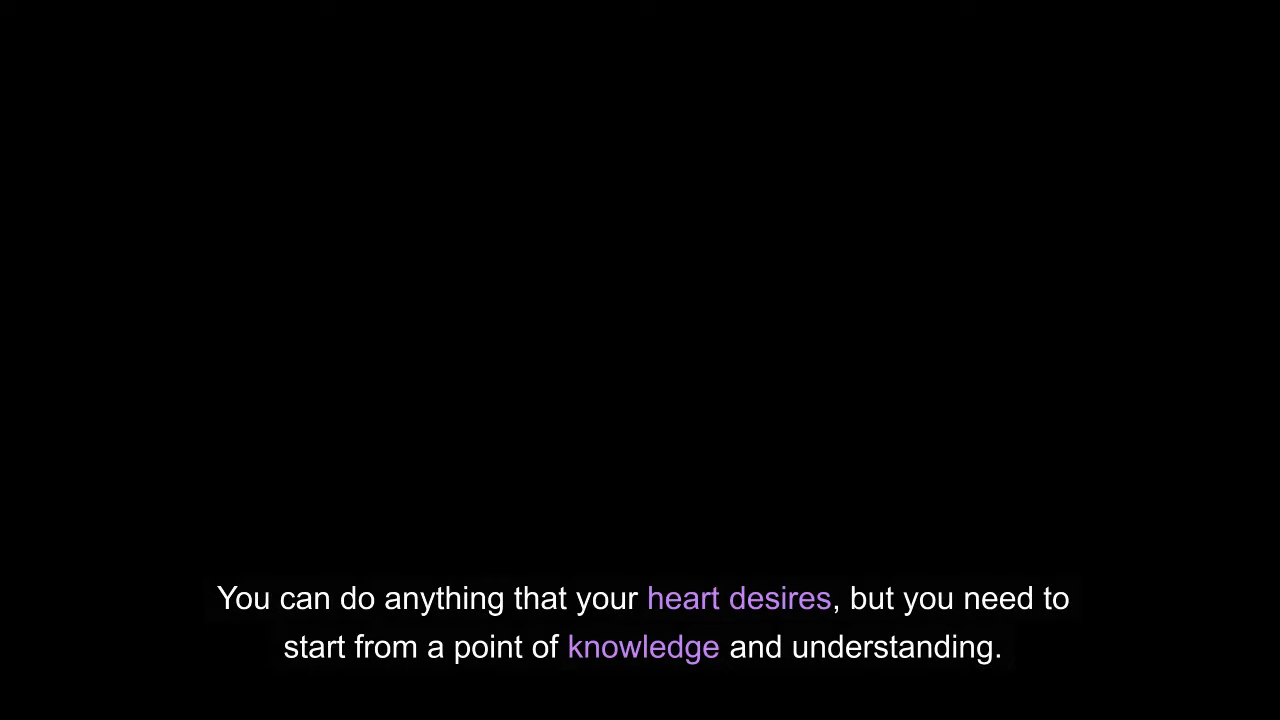 You can do anything that your heart desires, but you need to
start from a point of knowledge and understanding.